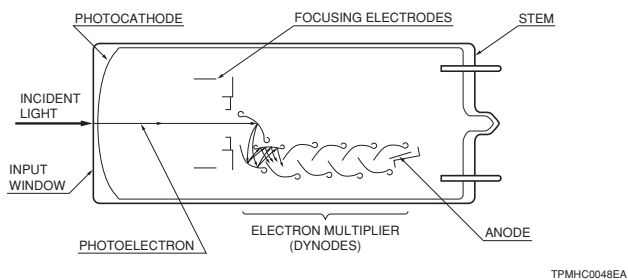 PHOTOCATHODE
FOCUSING ELECTRODES
STEM
INCIDENT
LIGHT
INPUT
WINDOW
PHOTOELECTRON
ELECTRON MULTIPLIER
(DYNODES)
ANODE
TPMHC0048EA